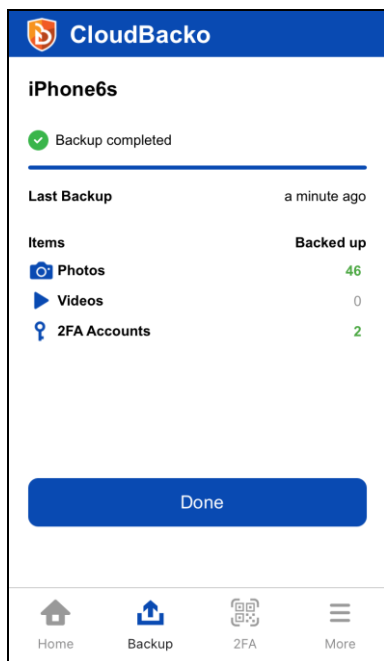 CloudBacko
iPhone6s
Backup completed
Last Backup a minute ago
Items Backed up
Photos 46
Videos 0
2FA Accounts 2
Done
Home Backup 2FA More